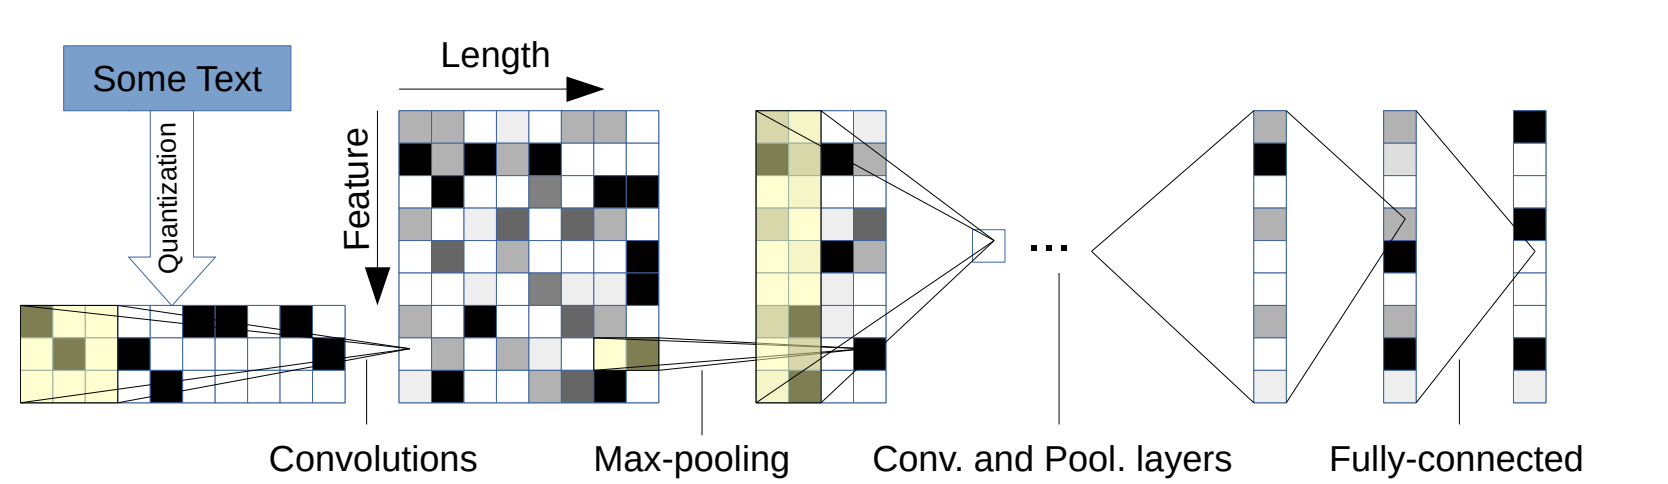 Some Text
Quantization
Length
Feature
...
Convolutions
Max-pooling
Conv. and Pool. layers
Fully-connected